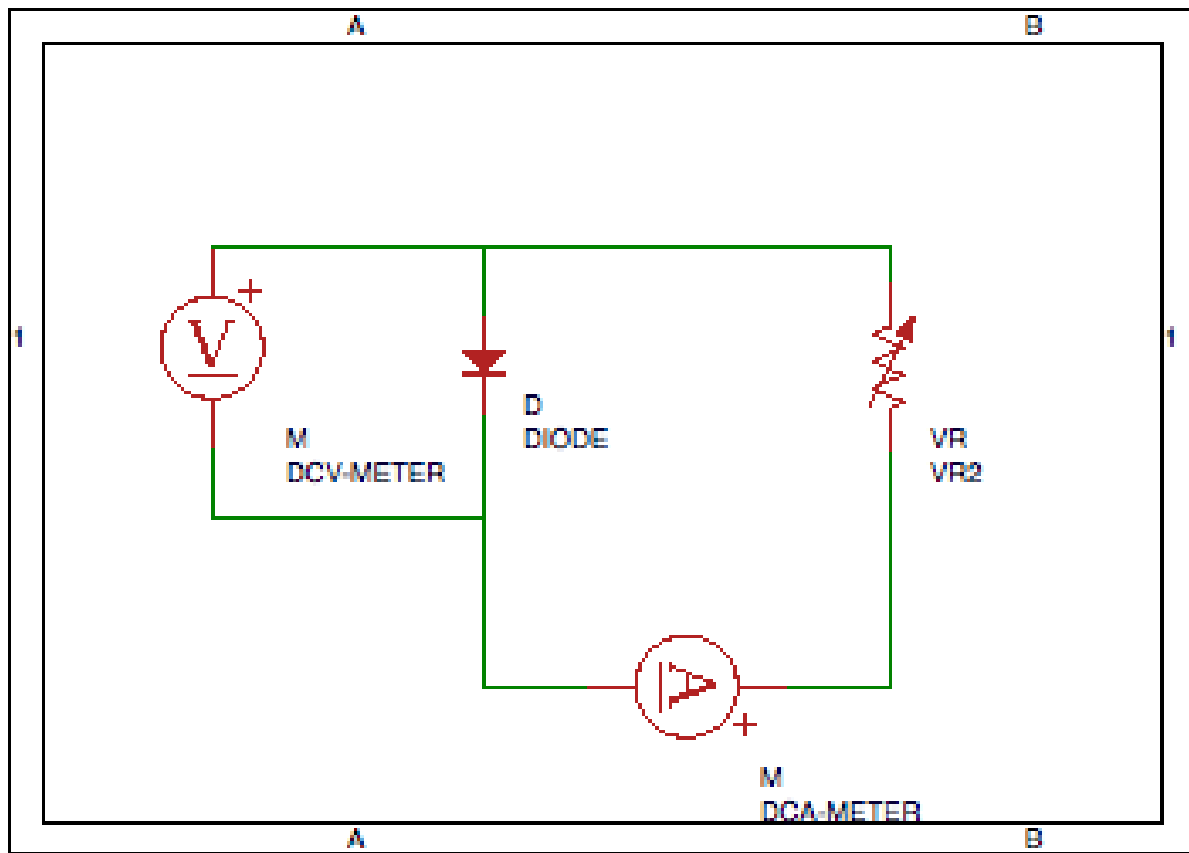 A B
+
V
1 1
D
DIODE
M
DCV-METER
VR
VR2
A
+
M
DCA-METER
A B